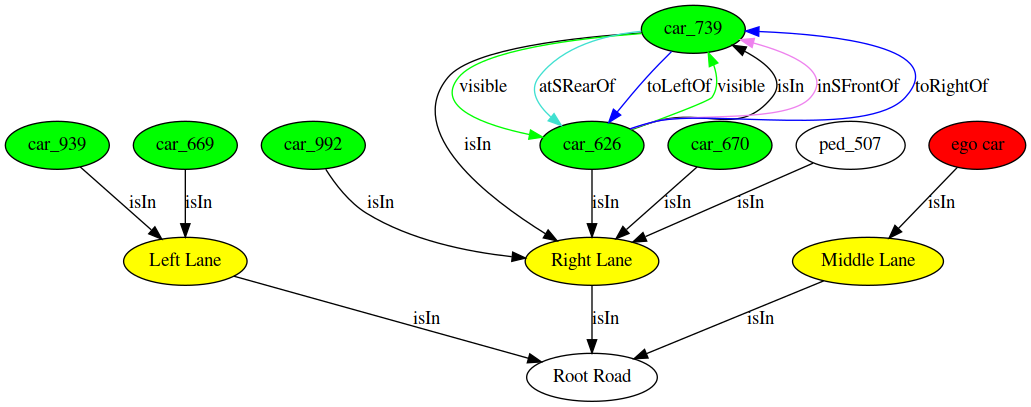 car_739
visible atSRearOf toLeftOf visible isIn inSFrontOf toRightOf
car_939 car_669 car_992 isIn car_626 car_670 ped_507 ego car
isIn isIn isIn isIn isIn isIn isIn
Left Lane Right Lane Middle Lane
isIn isIn isIn
Root Road